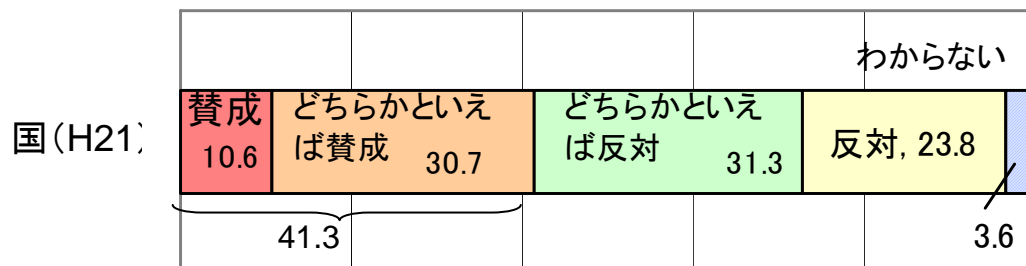 わからない
国(H21)
賛成
10.6
どちらかといえ
ば賛成
30.7
どちらかといえ
ば反対
31.3
反対, 23.8
41.3
3.6